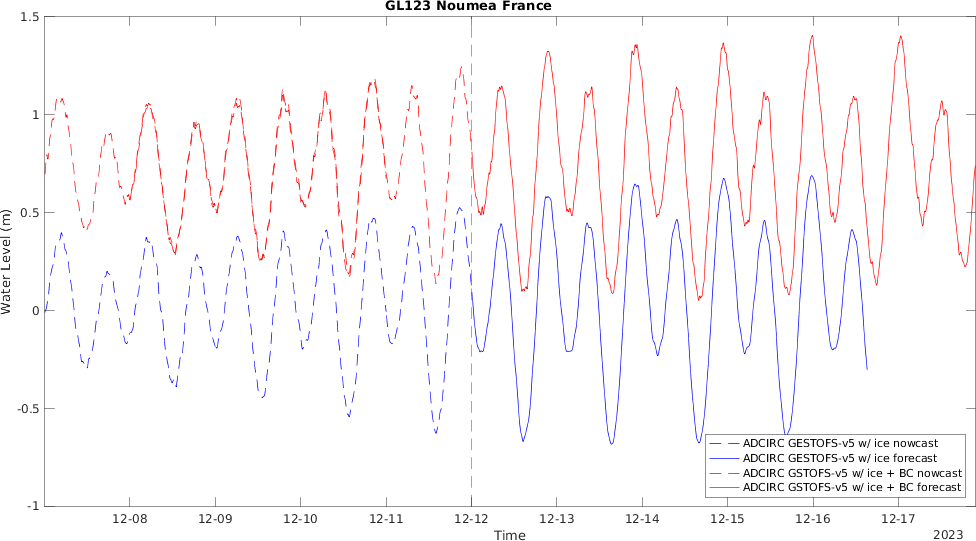 GL123 Noumea France
1.5
1
0.5
0
-0.5
-1
Water Level (m)
12-08
12-09
12-10
12-11
12-12
12-13
12-14
12-15
12-16
12-17
Time
2023
ADCIRC GESTOFS-v5 w/ ice nowcast
ADCIRC GESTOFS-v5 w/ ice forecast
ADCIRC GSTOFS-v5 w/ ice + BC nowcast
ADCIRC GSTOFS-v5 w/ ice + BC forecast